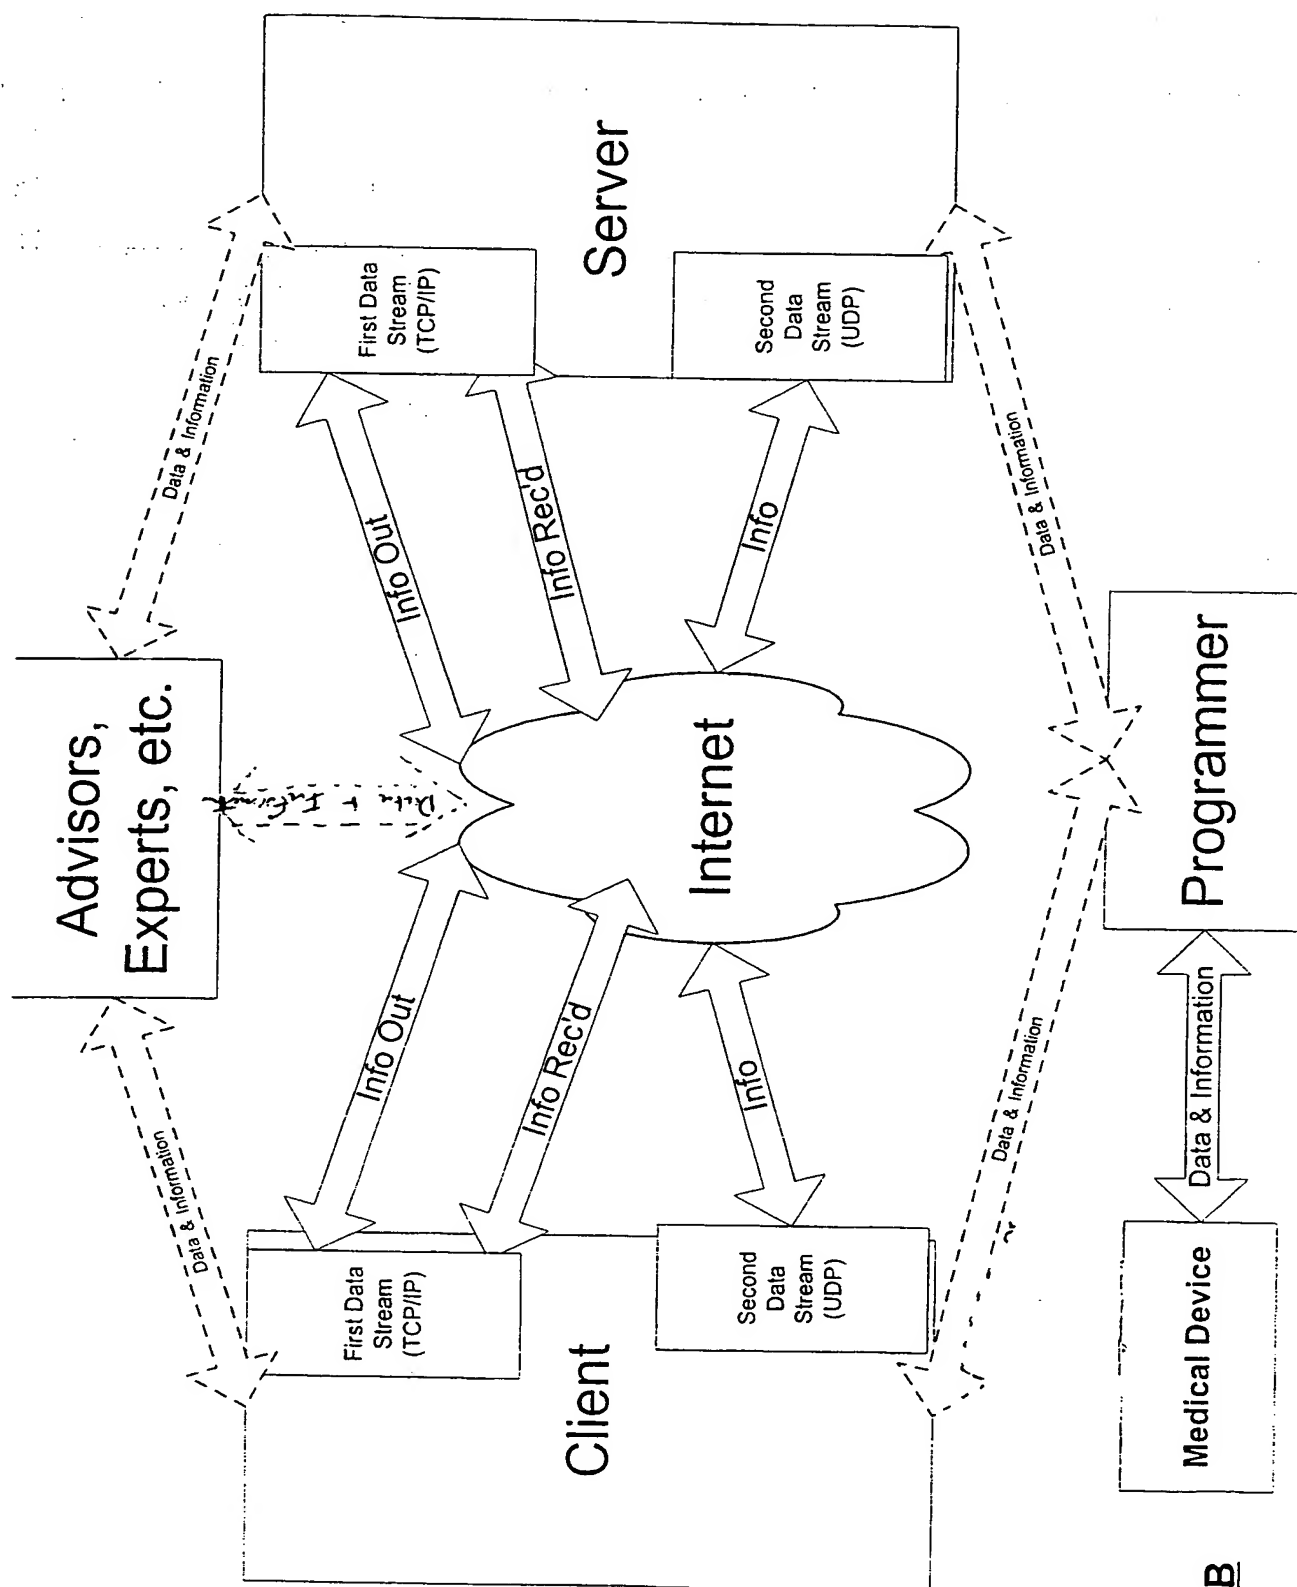 Advisors,
Experts, etc.
Data & Information
Data & Information
Client
First Data
Stream
(TCP/IP)
Info Out
Info Out
First Data
Stream
(TCP/IP)
Server
Info Rec'd
Info Rec'd
Internet
Second
Data
Stream
(UDP)
Info
Info
Second
Data
Stream
(UDP)
Data & Information
Data & Information
Medical Device
Data & Information
Programmer
B